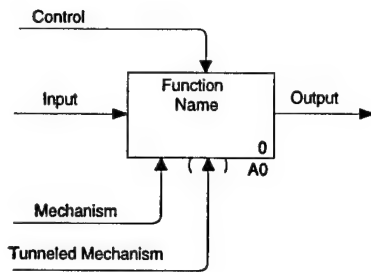 Control
Function
Name
Input
Output
0
A0
Mechanism
Tunneled Mechanism